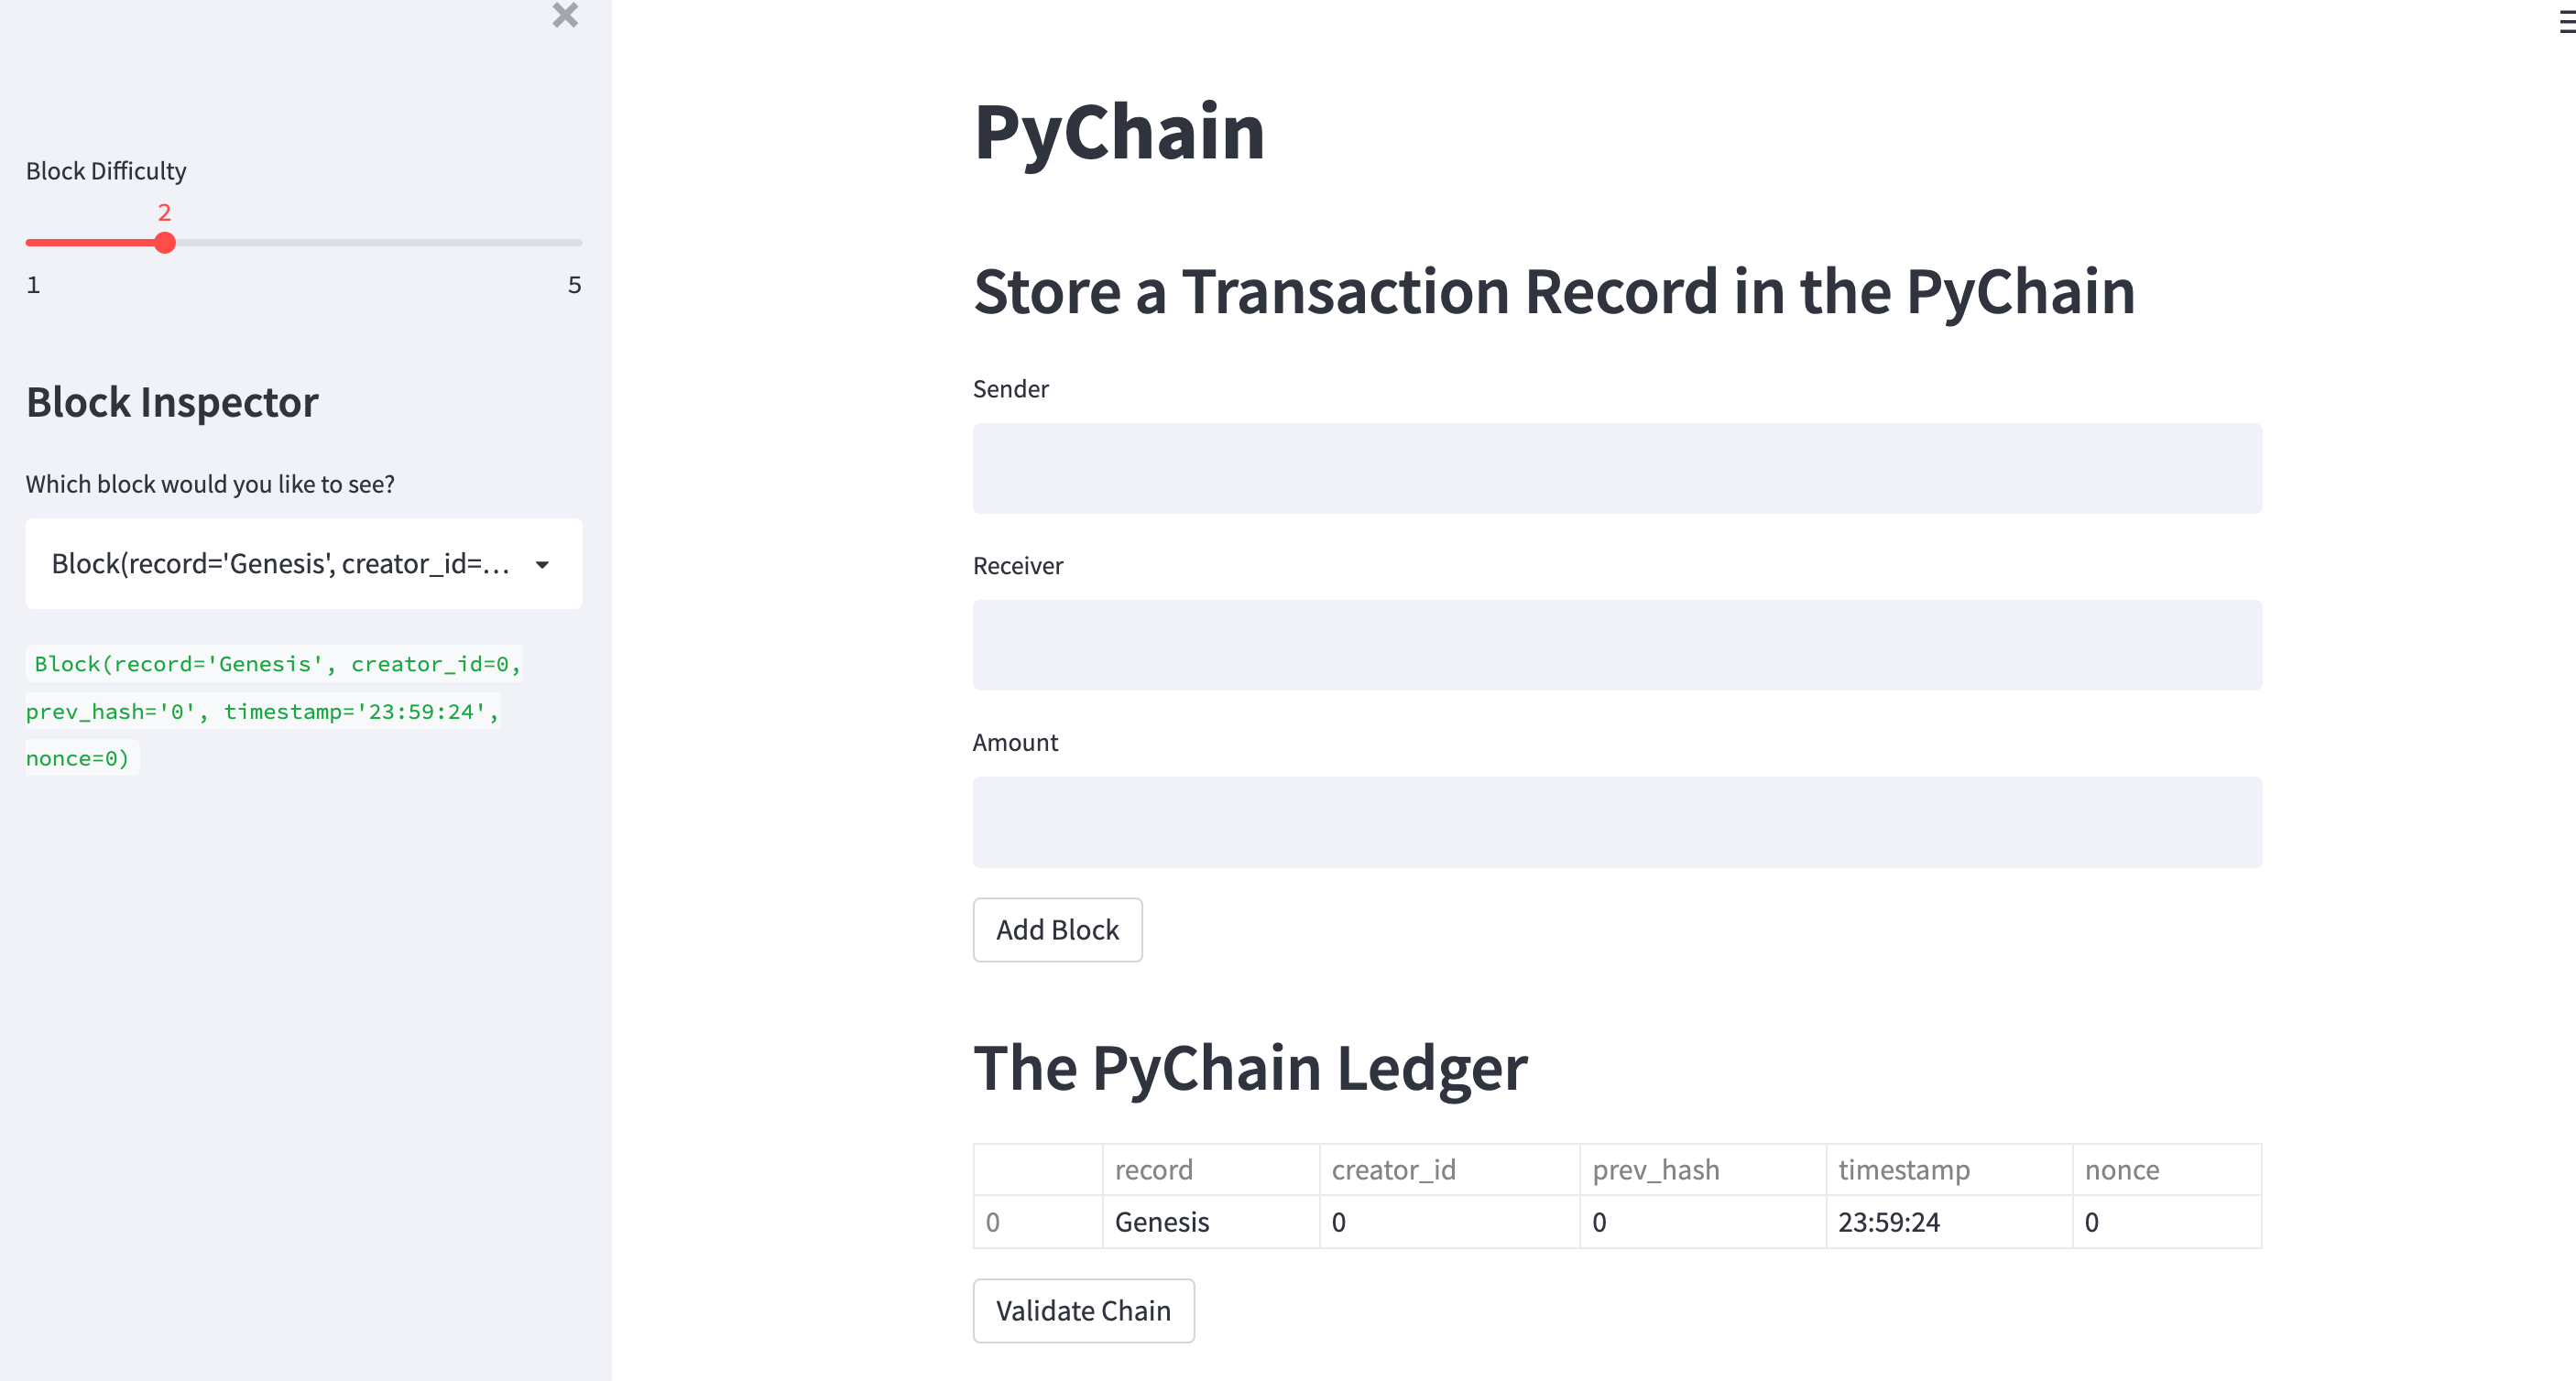 Block Difficulty
2
1 5
Block Inspector
Which block would you like to see?
Block(record='Genesis', creator_id=...
Block(record='Genesis', creator_id=0,
prev_hash='0', timestamp='23:59:24',
nonce=0)
PyChain
Store a Transaction Record in the PyChain
Sender
Receiver
Amount
Add Block
The PyChain Ledger
record creator_id prev_hash timestamp nonce
0 Genesis 0 0 23:59:24 0
Validate Chain